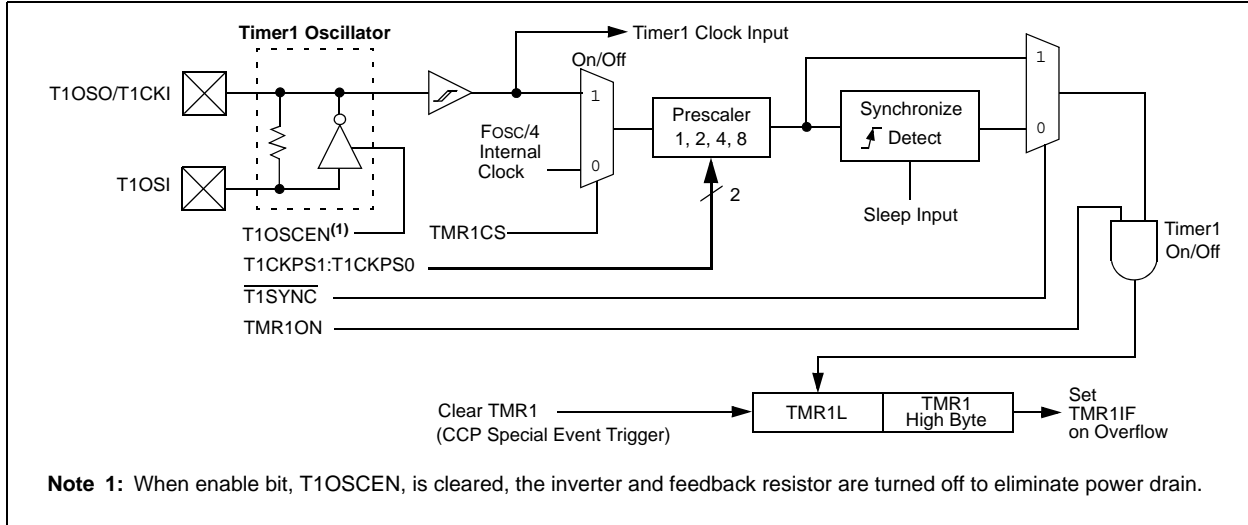 Timer1 Oscillator
Timer1 Clock Input
On/Off
T1OSO/T1CKI
1
1
FOSC/4
Internal
Clock
0
Prescaler
1, 2, 4, 8
Synchronize
Detect
0
T1OSI
2
Sleep Input
T1OSCEN(1)
TMR1CS
Timer1
On/Off
T1CKPS1:T1CKPS0
T1SYNC
TMR1ON
Clear TMR1
(CCP Special Event Trigger)
TMR1L
TMR1
High Byte
Set
TMR1IF
on Overflow
Note 1: When enable bit, T1OSCEN, is cleared, the inverter and feedback resistor are turned off to eliminate power drain.